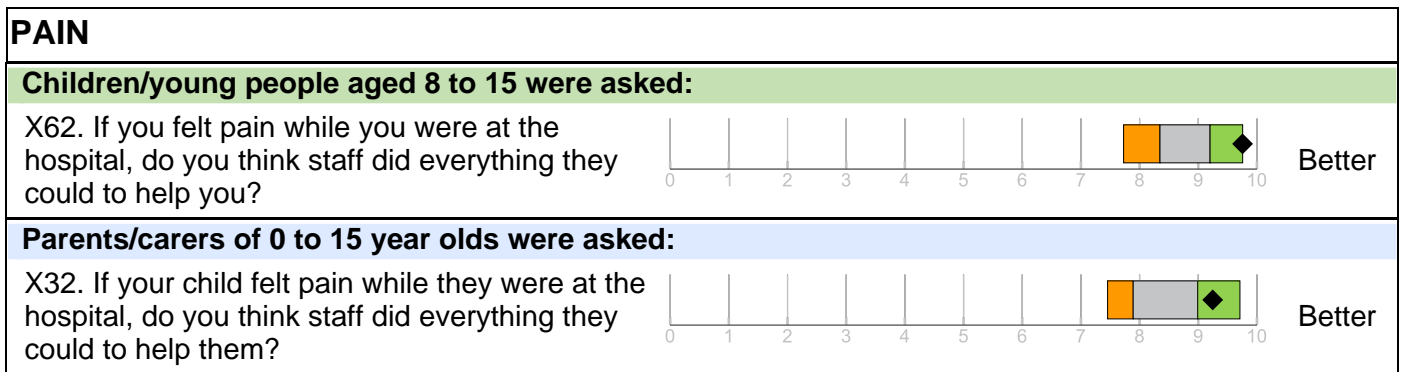 PAIN
Children/young people aged 8 to 15 were asked:
X62. If you felt pain while you were at the
hospital, do you think staff did everything they
could to help you?
0 1 2 3 4 5 6 7 8 9 10
Better
Parents/carers of 0 to 15 year olds were asked:
X32. If your child felt pain while they were at the
hospital, do you think staff did everything they
could to help them?
0 1 2 3 4 5 6 7 8 9 10
Better